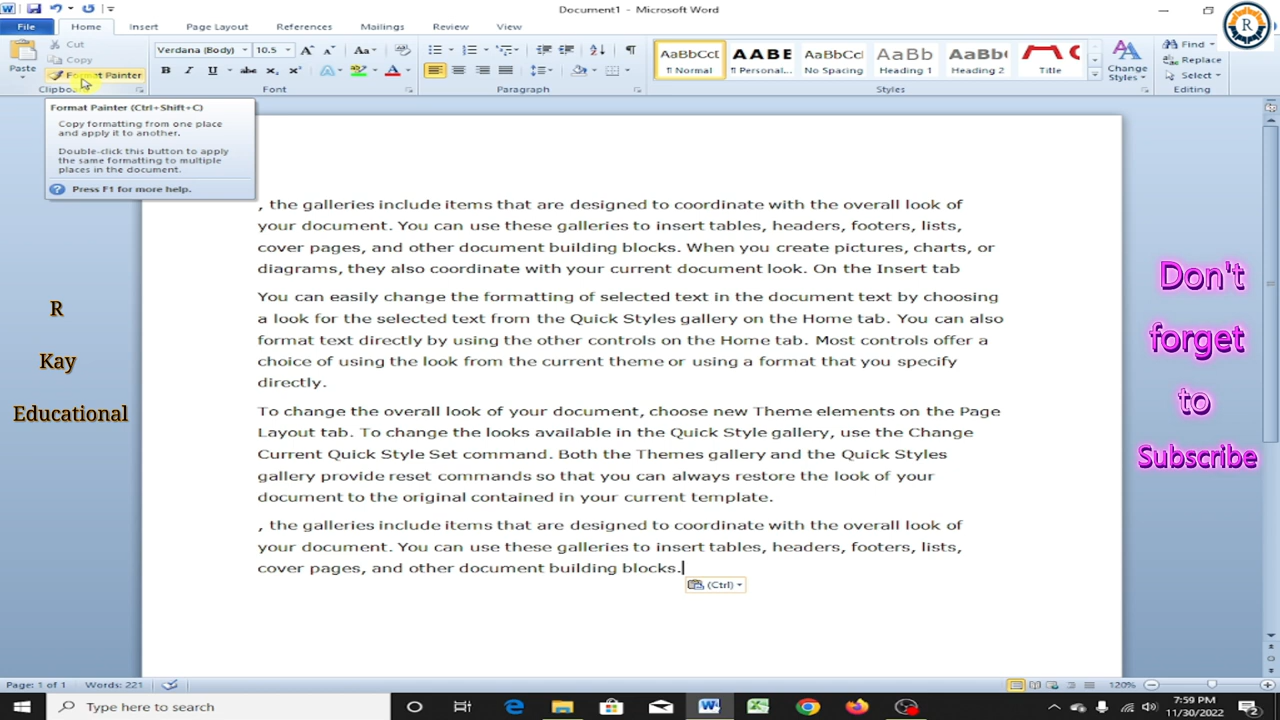 Document1 - Microsoft Word
File Home Insert Page Layout References Mailings Review View
Paste
Cut
Copy
Format Painter
Clipboard
Verdana (Body) 10.5
Font
Paragraph
AaBbCcI AABBC AaBbCcI AaBbC AaBbC
¶ Normal ¶ Personal... ¶ No Spacing Heading 1 Heading 2 Title
Styles
Change
Styles
Find
Replace
Select
Editing
R
Format Painter (Ctrl+Shift+C)
Copy formatting from one place
and apply it to another.
Double-click this button to apply
the same formatting to multiple
places in the document.
Press F1 for more help.
, the galleries include items that are designed to coordinate with the overall look of
your document. You can use these galleries to insert tables, headers, footers, lists,
cover pages, and other document building blocks. When you create pictures, charts, or
diagrams, they also coordinate with your current document look. On the Insert tab
You can easily change the formatting of selected text in the document text by choosing
a look for the selected text from the Quick Styles gallery on the Home tab. You can also
format text directly by using the other controls on the Home tab. Most controls offer a
choice of using the look from the current theme or using a format that you specify
directly.
To change the overall look of your document, choose new Theme elements on the Page
Layout tab. To change the looks available in the Quick Style gallery, use the Change
Current Quick Style Set command. Both the Themes gallery and the Quick Styles
gallery provide reset commands so that you can always restore the look of your
document to the original contained in your current template.
, the galleries include items that are designed to coordinate with the overall look of
your document. You can use these galleries to insert tables, headers, footers, lists,
cover pages, and other document building blocks.
(Ctrl)
R
Kay
Educational
Don't
forget
to
Subscribe
Page: 1 of 1 Words: 221
120%
Type here to search
7:59 PM
11/30/2022
2